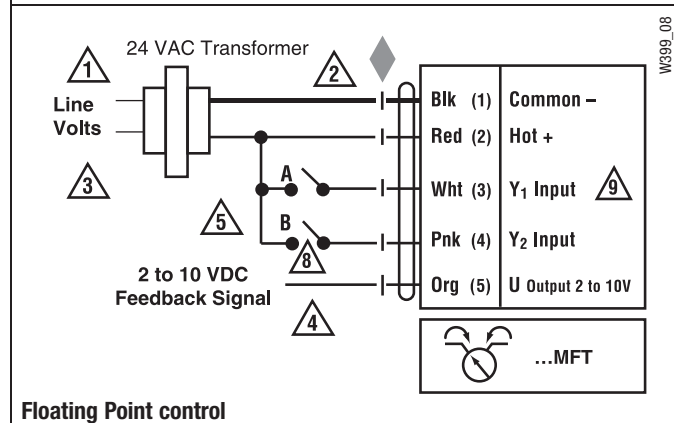 W399_08
24 VAC Transformer
1
2
Line
Volts
3
Blk (1) Common –
Red (2) Hot +
A
Wht (3) Y₁ Input
9
5
B
Pnk (4) Y₂ Input
8
2 to 10 VDC
Feedback Signal
Org (5) U Output 2 to 10V
4
...MFT
Floating Point control